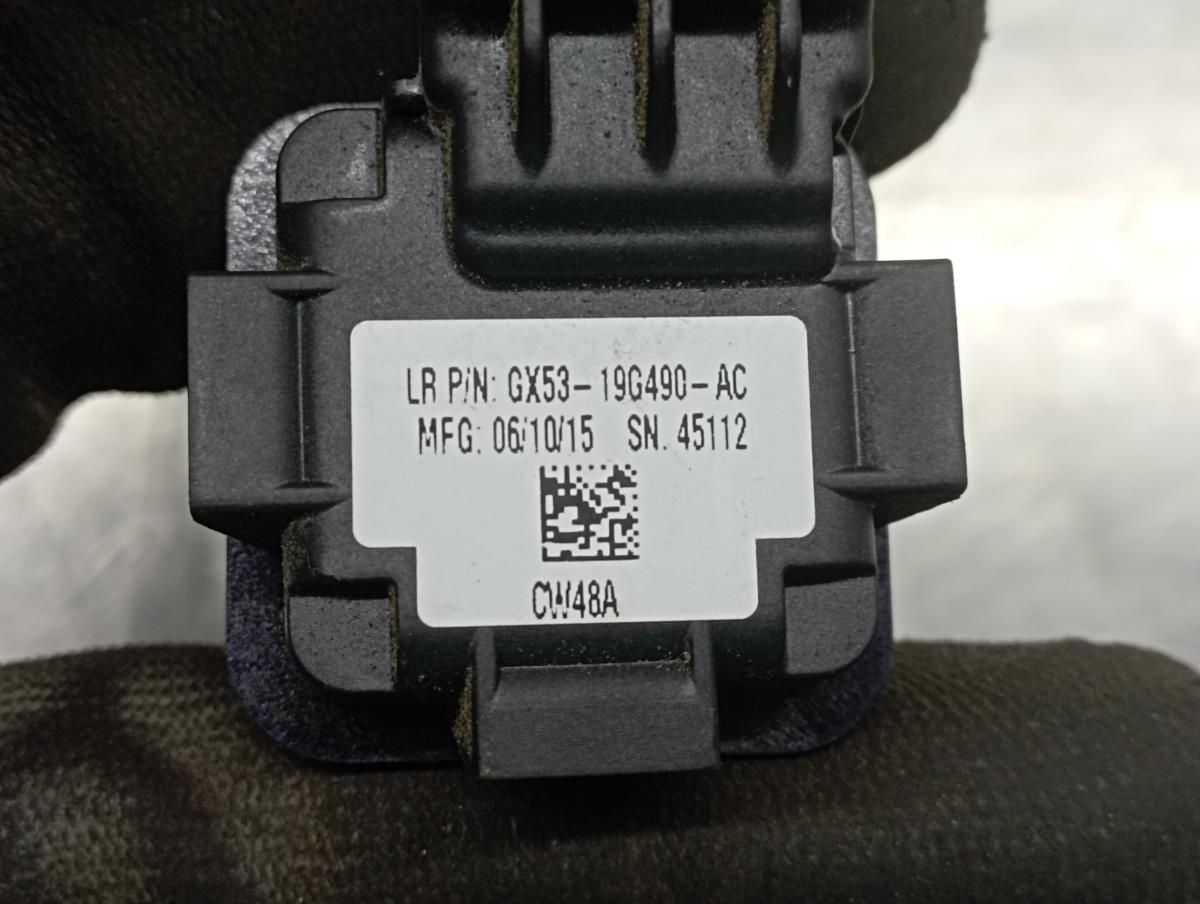 LR P/N: GX53-19G490-AC
MFG: 06/10/15 SN. 45112
CW48A